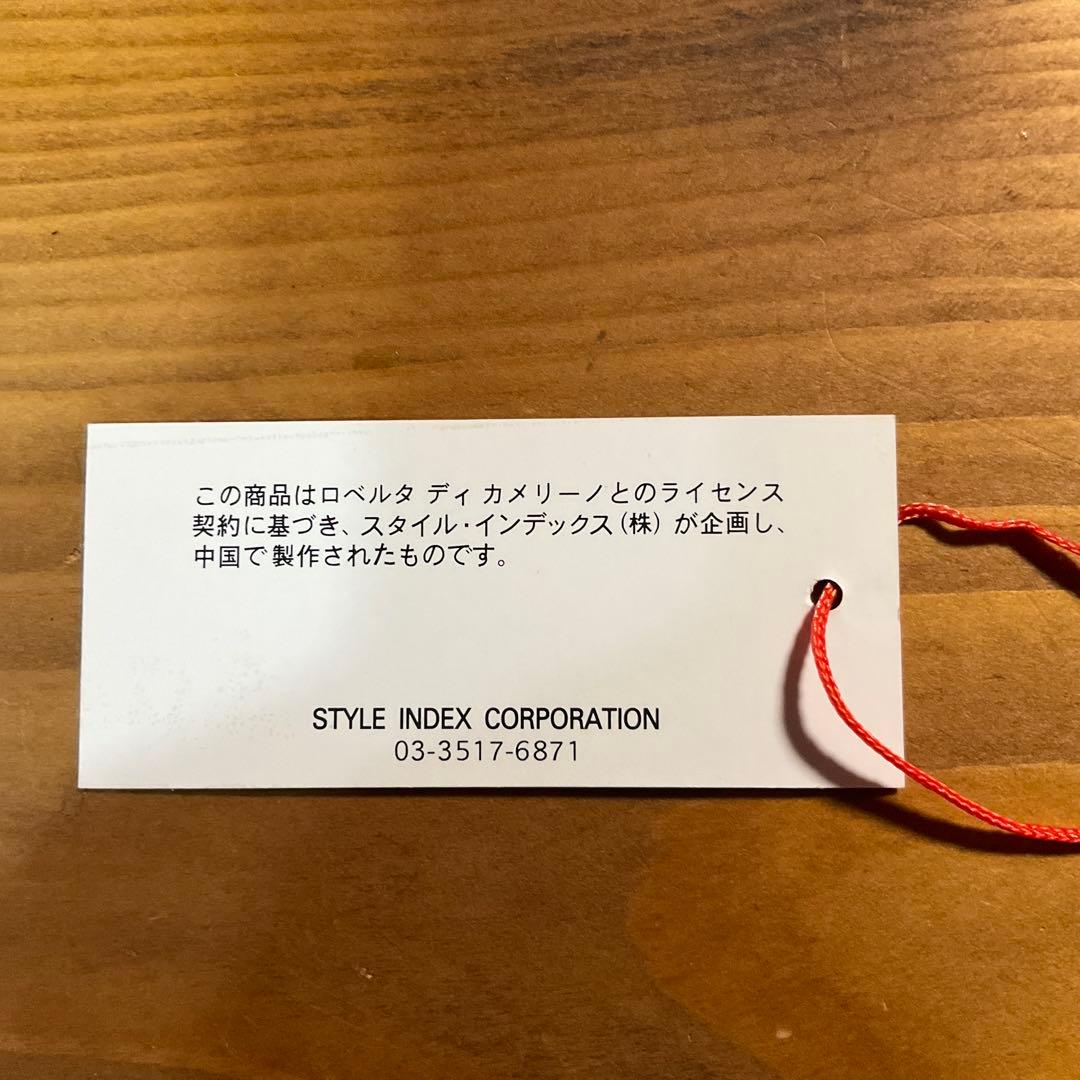 この商品はロベルタ ディ カメリーノとのライセンス
契約に基づき、スタイル・インデックス(株)が企画し、
中国で製作されたものです。
STYLE INDEX CORPORATION
03-3517-6871